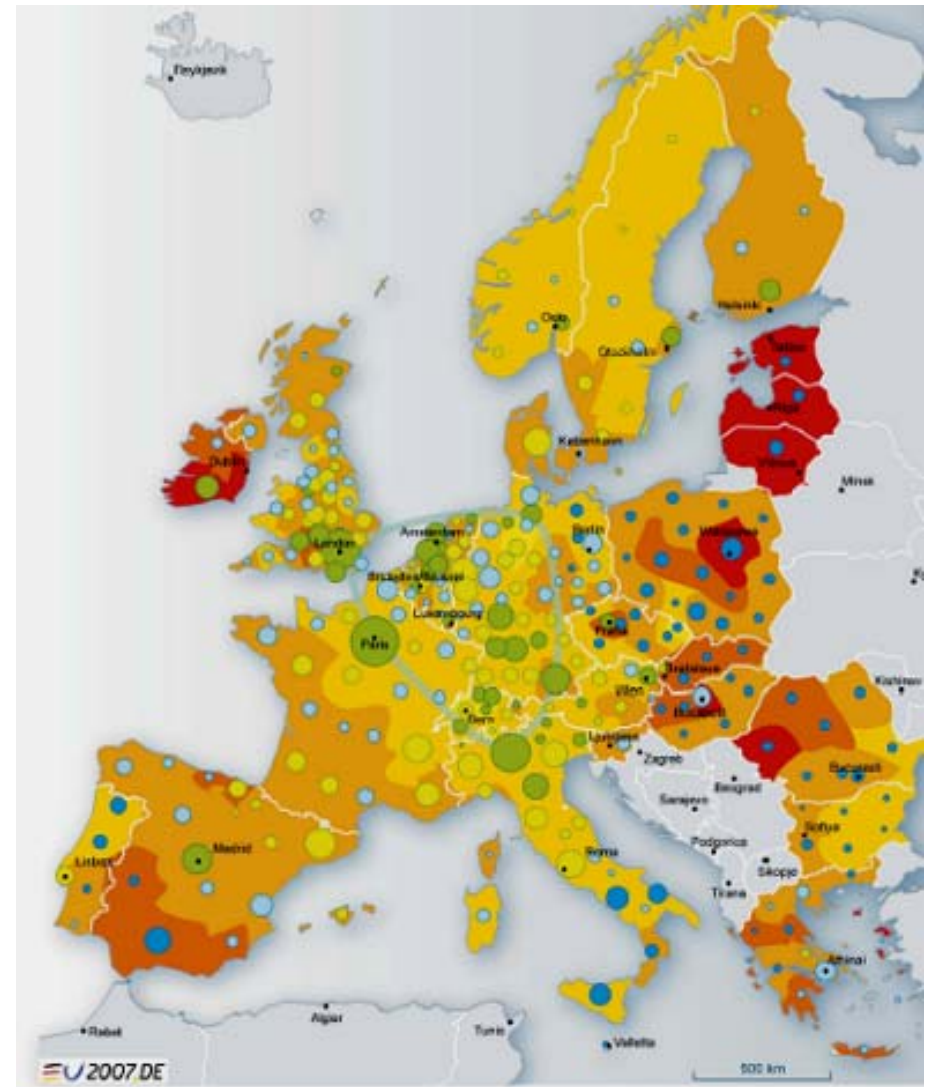 Reykjavik
Oslo
Helsinki
Stockholm
Tallinn
Riga
Vilnius
Minsk
København
Dublin
London
Amsterdam
Berlin
Warszawa
Luxembourg
Paris
Praha
Bratislava
Wien
Budapest
Kishinev
Bern
Ljubljana
Zagreb
Beograd
Bucuresti
Sarajevo
Sofiya
Podgorica
Skopje
Tirana
Madrid
Lisboa
Roma
Athinai
Rabat
Algier
Tunis
Valletta
EU2007.DE
500 km